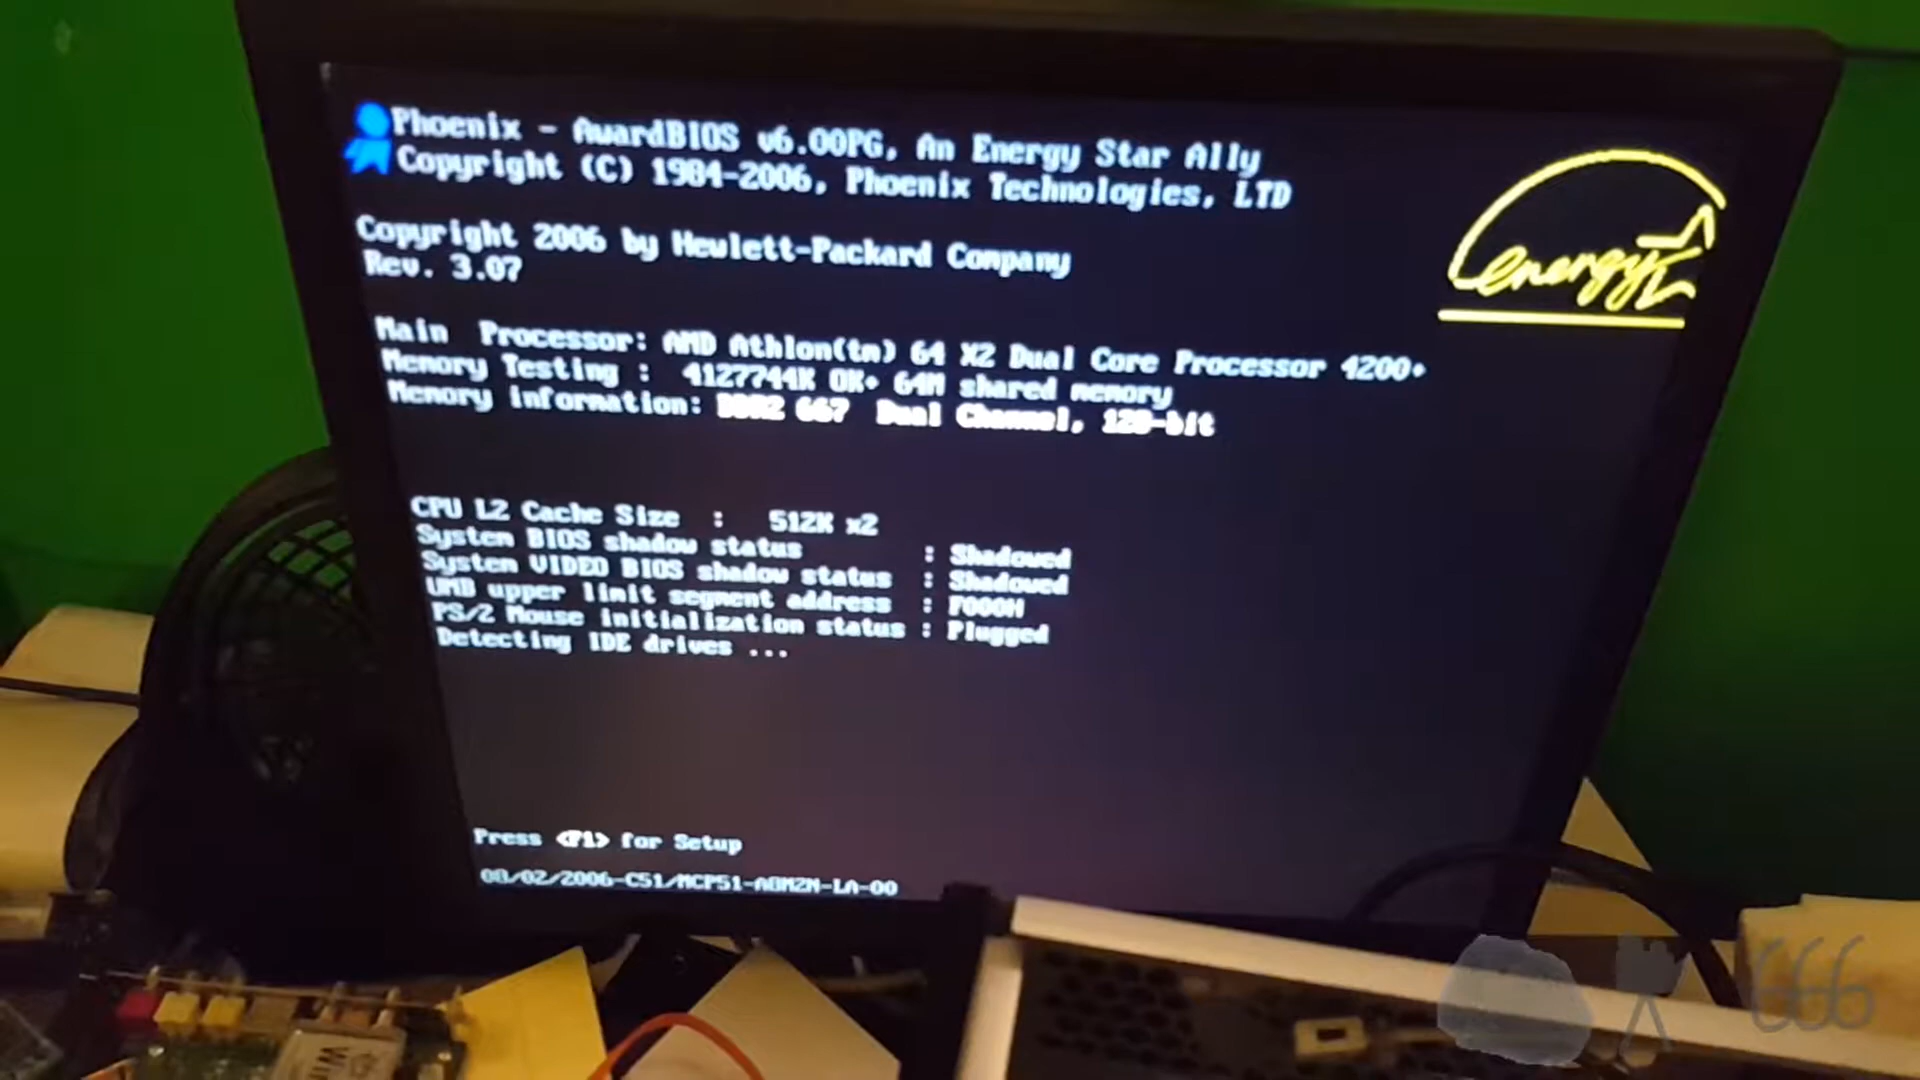 Phoenix - AwardBIOS v6.00PG, An Energy Star Ally
Copyright (C) 1984-2006, Phoenix Technologies, LTD
energy
Copyright 2006 by Hewlett-Packard Company
Rev. 3.07
Main Processor: AMD Athlon(tm) 64 X2 Dual Core Processor 4200+
Memory Testing : 4127744K OK+ 64M shared memory
Memory information: DDR2 667 Dual Channel, 128-bit
CPU L2 Cache Size : 512K x2
System BIOS shadow status : Shadowed
System VIDEO BIOS shadow status : Shadowed
UMB upper limit segment address : F000H
PS/2 Mouse initialization status : Plugged
Detecting IDE drives ...
Press <F1> for Setup
08/02/2006-C51/MCP51-A8M2N-LA-00
666